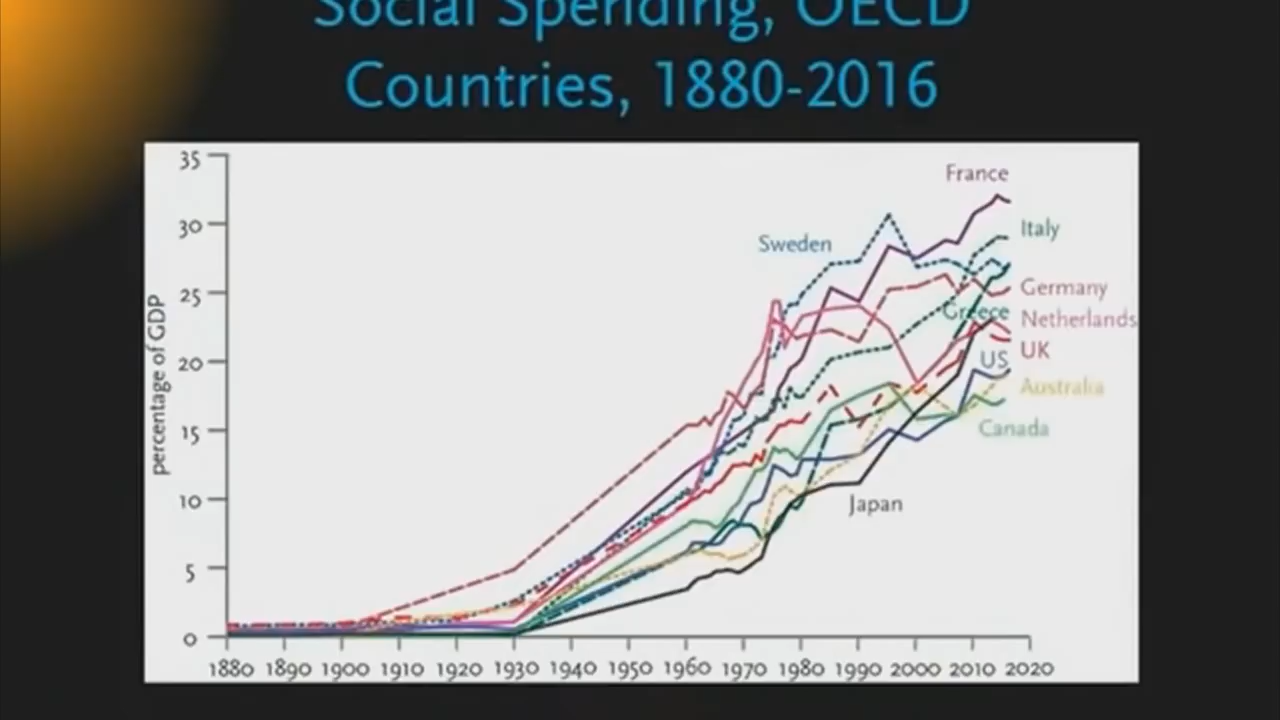 Social Spending, OECD
Countries, 1880-2016
percentage of GDP
35
30
25
20
15
10
5
0
France
Sweden
Italy
Germany
Greece
Netherlands
US
UK
Australia
Canada
Japan
1880 1890 1900 1910 1920 1930 1940 1950 1960 1970 1980 1990 2000 2010 2020